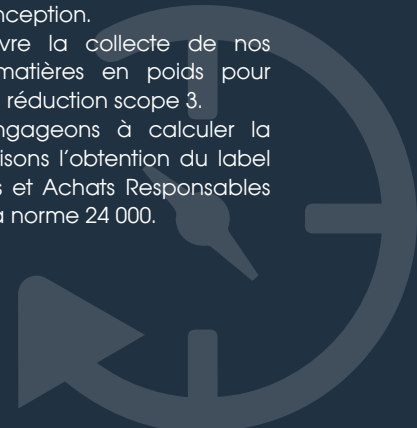 nception.
vre la collecte de nos
matières en poids pour
réduction scope 3.
ngageons à calculer la
isons l’obtention du label
s et Achats Responsables
a norme 24 000.